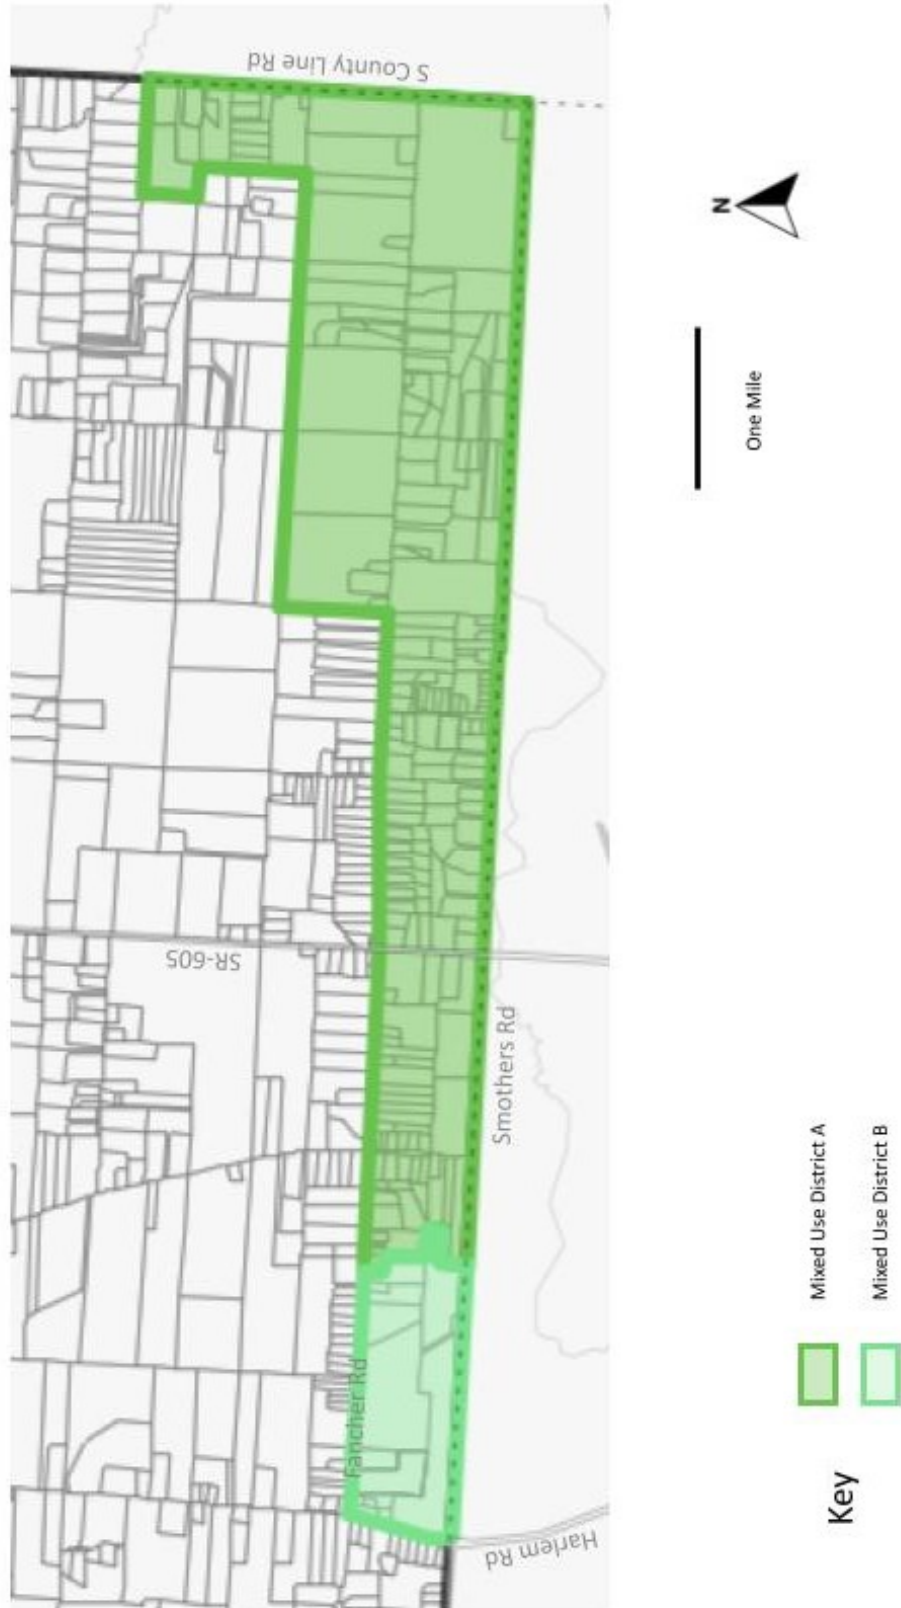 S County Line Rd
SR-605
Smothers Rd
Fancher Rd
Harlem Rd
N
One Mile
Key
Mixed Use District A
Mixed Use District B